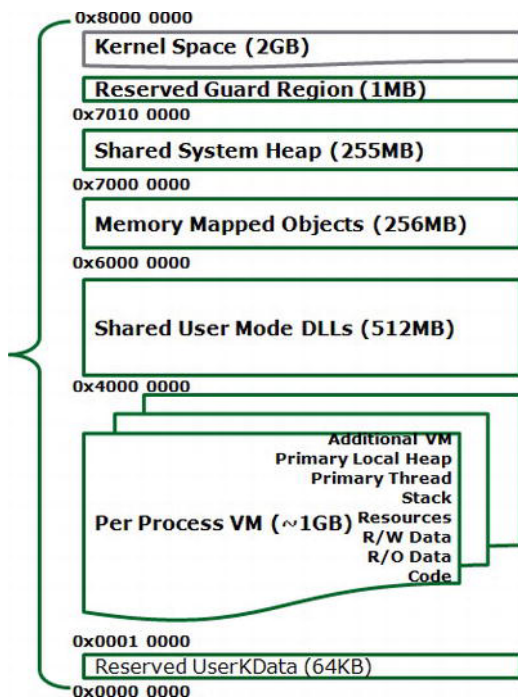 0x8000 0000
Kernel Space (2GB)
Reserved Guard Region (1MB)
0x7010 0000
Shared System Heap (255MB)
0x7000 0000
Memory Mapped Objects (256MB)
0x6000 0000
Shared User Mode DLLs (512MB)
0x4000 0000
Additional VM
Primary Local Heap
Primary Thread
Stack
Per Process VM (~1GB) Resources
R/W Data
R/O Data
Code
0x0001 0000
Reserved UserKData (64KB)
0x0000 0000